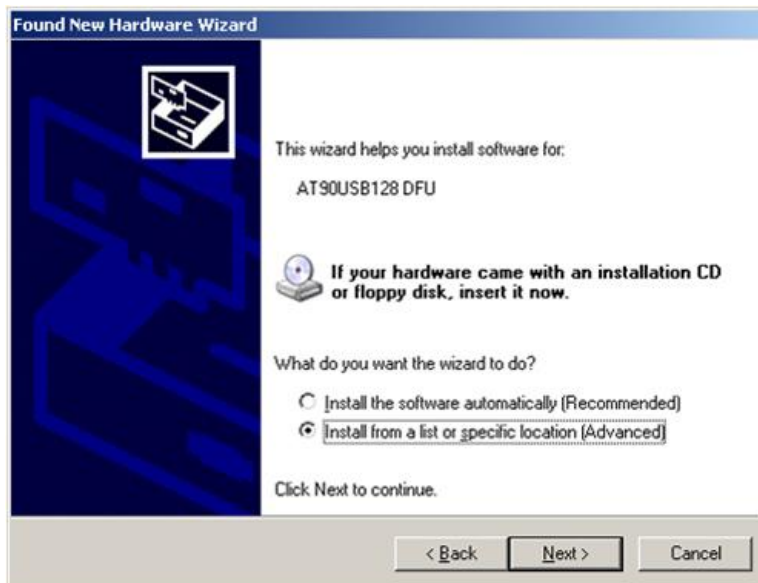 Found New Hardware Wizard
This wizard helps you install software for:
AT90USB128 DFU
If your hardware came with an installation CD
or floppy disk, insert it now.
What do you want the wizard to do?
Install the software automatically (Recommended)
Install from a list or specific location (Advanced)
Click Next to continue.
< Back
Next >
Cancel